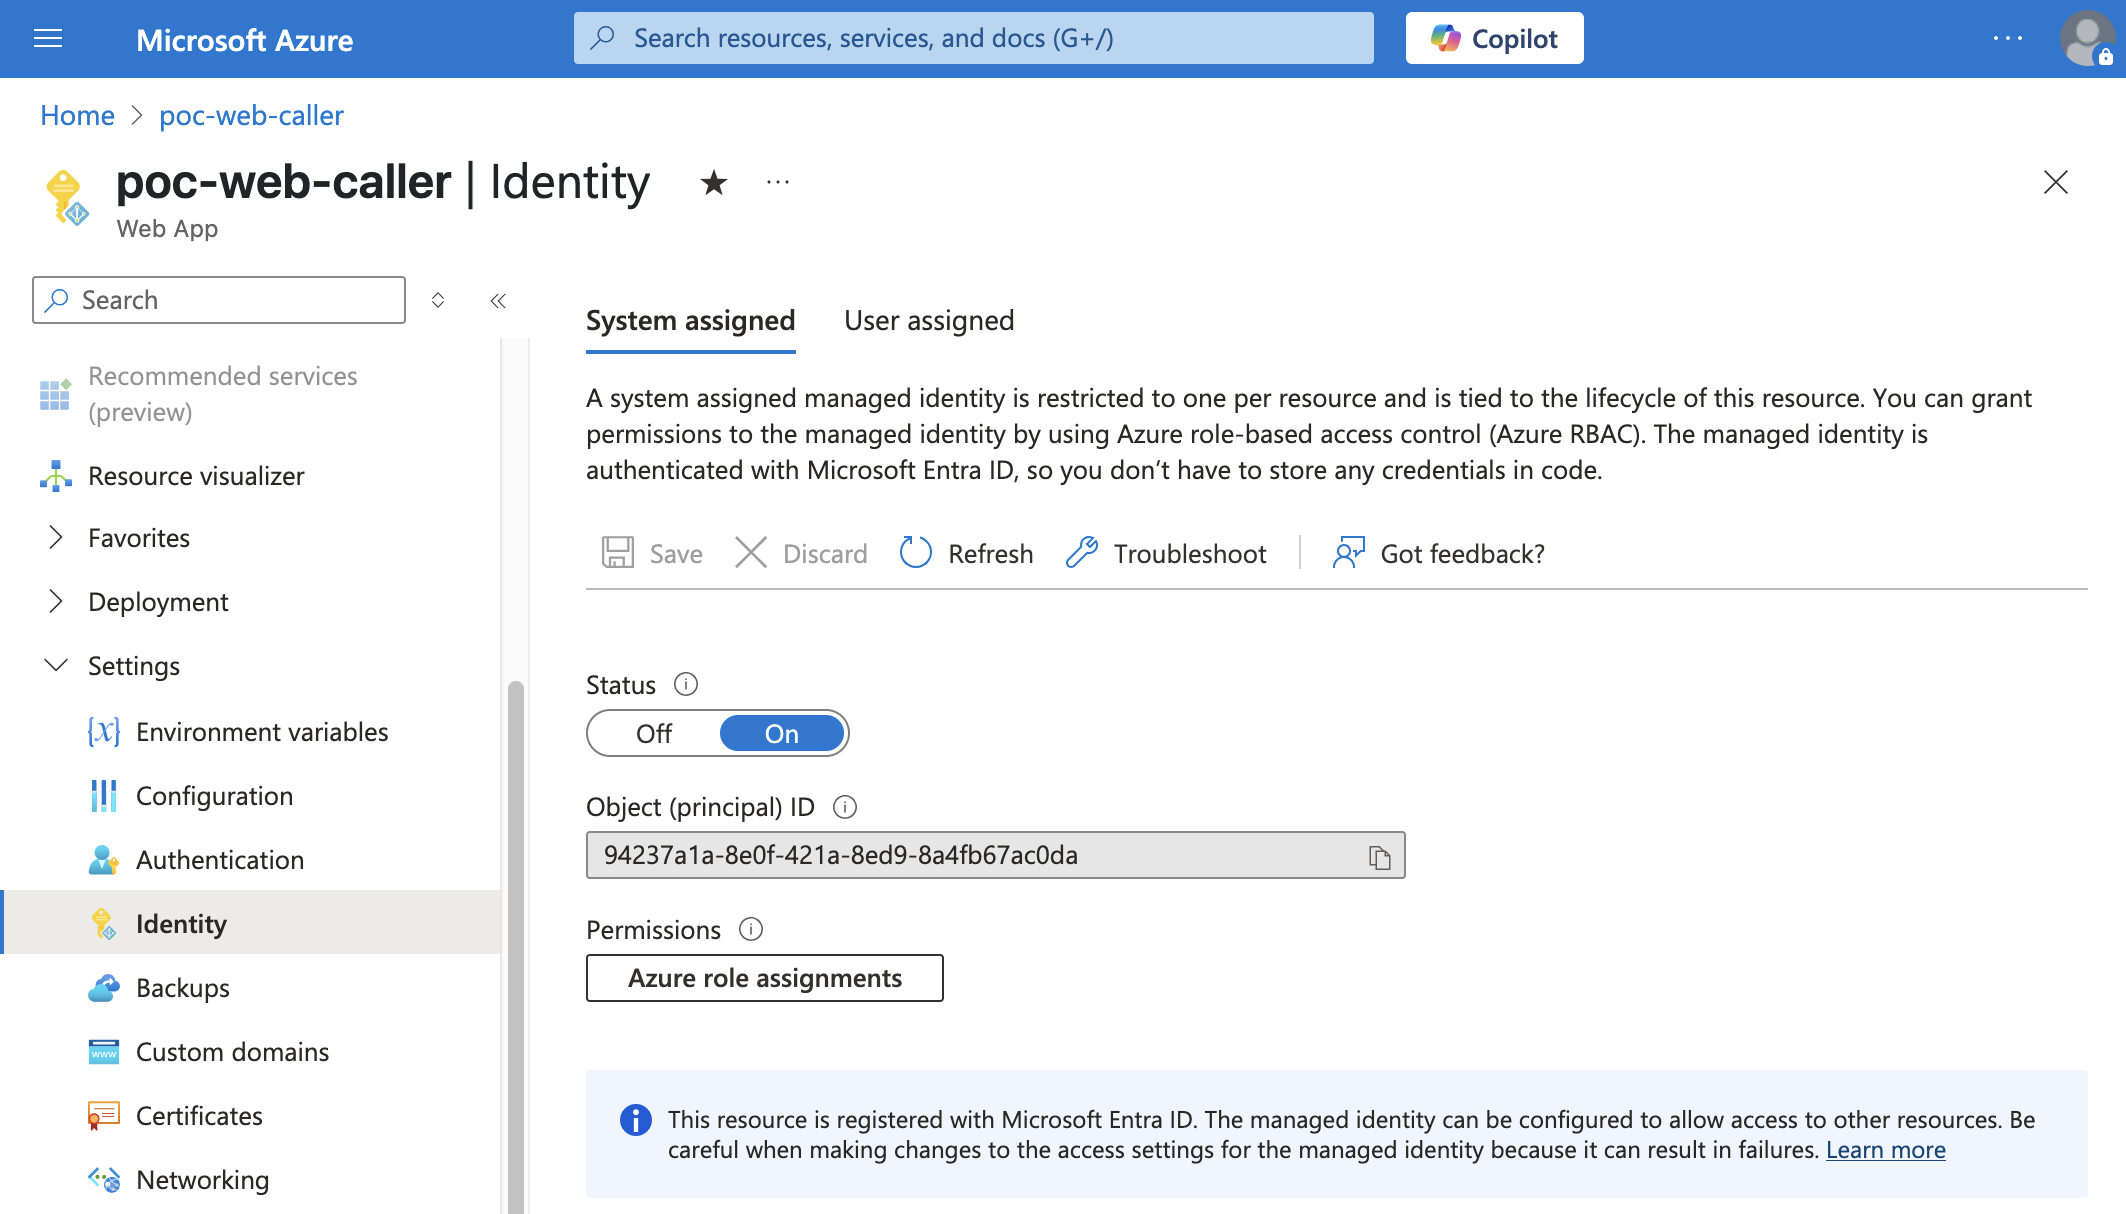 Microsoft Azure
Search resources, services, and docs (G+/)
Copilot
Home > poc-web-caller
poc-web-caller | Identity
Web App
Search
Recommended services
(preview)
Resource visualizer
Favorites
Deployment
Settings
Environment variables
Configuration
Authentication
Identity
Backups
Custom domains
Certificates
Networking
System assigned
User assigned
A system assigned managed identity is restricted to one per resource and is tied to the lifecycle of this resource. You can grant
permissions to the managed identity by using Azure role-based access control (Azure RBAC). The managed identity is
authenticated with Microsoft Entra ID, so you don’t have to store any credentials in code.
Save
Discard
Refresh
Troubleshoot
Got feedback?
Status
Off
On
Object (principal) ID
94237a1a-8e0f-421a-8ed9-8a4fb67ac0da
Permissions
Azure role assignments
This resource is registered with Microsoft Entra ID. The managed identity can be configured to allow access to other resources. Be
careful when making changes to the access settings for the managed identity because it can result in failures. Learn more